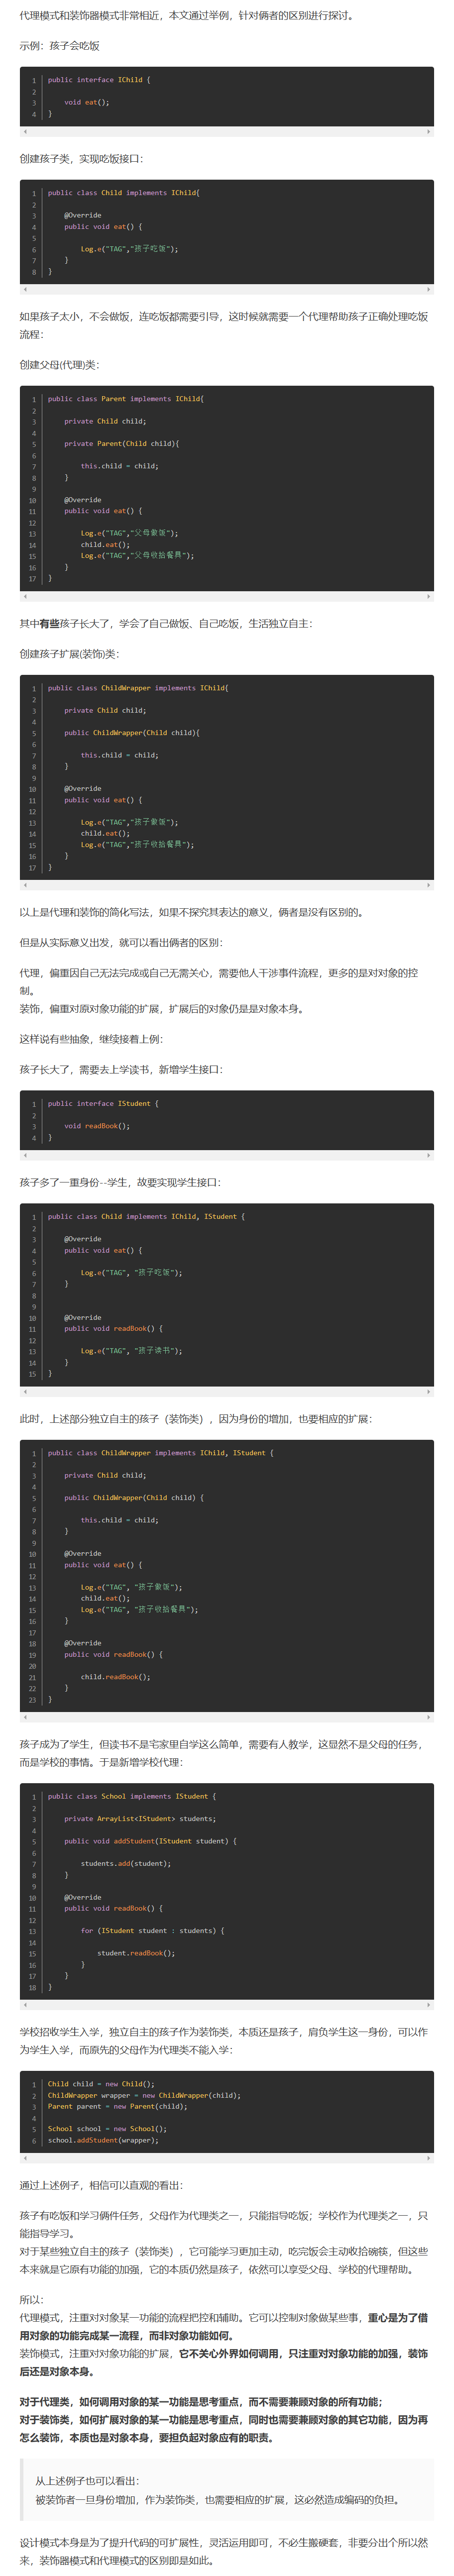 代理模式和装饰器模式非常相近，本文通过举例，针对俩者的区别进行探讨。
示例：孩子会吃饭
1 public interface IChild {
2
3     void eat();
4 }
创建孩子类，实现吃饭接口：
1 public class Child implements IChild{
2
3     @Override
4     public void eat() {
5
6         Log.e("TAG","孩子吃饭");
7     }
8 }
如果孩子太小，不会做饭，连吃饭都需要引导，这时候就需要一个代理帮助孩子正确处理吃饭
流程：
创建父母(代理)类：
1 public class Parent implements IChild{
2
3     private Child child;
4
5     private Parent(Child child){
6
7         this.child = child;
8     }
9
10     @Override
11     public void eat() {
12
13         Log.e("TAG","父母做饭");
14         child.eat();
15         Log.e("TAG","父母收拾餐具");
16     }
17 }
其中有些孩子长大了，学会了自己做饭、自己吃饭，生活独立自主：
创建孩子扩展(装饰)类：
1 public class ChildWrapper implements IChild{
2
3     private Child child;
4
5     public ChildWrapper(Child child){
6
7         this.child = child;
8     }
9
10     @Override
11     public void eat() {
12
13         Log.e("TAG","孩子做饭");
14         child.eat();
15         Log.e("TAG","孩子收拾餐具");
16     }
17 }
以上是代理和装饰的简化写法，如果不探究其表达的意义，俩者是没有区别的。
但是从实际意义出发，就可以看出俩者的区别：
代理，偏重因自己无法完成或自己无需关心，需要他人干涉事件流程，更多的是对对象的控
制。
装饰，偏重对原对象功能的扩展，扩展后的对象仍是是对象本身。
这样说有些抽象，继续接着上例：
孩子长大了，需要去上学读书，新增学生接口：
1 public interface IStudent {
2
3     void readBook();
4 }
孩子多了一重身份--学生，故要实现学生接口：
1 public class Child implements IChild, IStudent {
2
3     @Override
4     public void eat() {
5
6         Log.e("TAG", "孩子吃饭");
7     }
8
9
10     @Override
11     public void readBook() {
12
13         Log.e("TAG", "孩子读书");
14     }
15 }
此时，上述部分独立自主的孩子（装饰类），因为身份的增加，也要相应的扩展：
1 public class ChildWrapper implements IChild, IStudent {
2
3     private Child child;
4
5     public ChildWrapper(Child child) {
6
7         this.child = child;
8     }
9
10     @Override
11     public void eat() {
12
13         Log.e("TAG", "孩子做饭");
14         child.eat();
15         Log.e("TAG", "孩子收拾餐具");
16     }
17
18     @Override
19     public void readBook() {
20
21         child.readBook();
22     }
23 }
孩子成为了学生，但读书不是宅家里自学这么简单，需要有人教学，这显然不是父母的任务，
而是学校的事情。于是新增学校代理：
1 public class School implements IStudent {
2
3     private ArrayList<IStudent> students;
4
5     public void addStudent(IStudent student) {
6
7         students.add(student);
8     }
9
10     @Override
11     public void readBook() {
12
13         for (IStudent student : students) {
14
15             student.readBook();
16         }
17     }
18 }
学校招收学生入学，独立自主的孩子作为装饰类，本质还是孩子，肩负学生这一身份，可以作
为学生入学，而原先的父母作为代理类不能入学：
1 Child child = new Child();
2 ChildWrapper wrapper = new ChildWrapper(child);
3 Parent parent = new Parent(child);
4
5 School school = new School();
6 school.addStudent(wrapper);
通过上述例子，相信可以直观的看出：
孩子有吃饭和学习俩件任务，父母作为代理类之一，只能指导吃饭；学校作为代理类之一，只
能指导学习。
对于某些独立自主的孩子（装饰类），它可能学习更加主动，吃完饭会主动收拾碗筷，但这些
本来就是它原有功能的加强，它的本质仍然是孩子，依然可以享受父母、学校的代理帮助。
所以：
代理模式，注重对对象某一功能的流程把控和辅助。它可以控制对象做某些事，重心是为了借
用对象的功能完成某一流程，而非对象功能如何。
装饰模式，注重对对象功能的扩展，它不关心外界如何调用，只注重对对象功能的加强，装饰
后还是对象本身。
对于代理类，如何调用对象的某一功能是思考重点，而不需要兼顾对象的所有功能；
对于装饰类，如何扩展对象的某一功能是思考重点，同时也需要兼顾对象的其它功能，因为再
怎么装饰，本质也是对象本身，要担负起对象应有的职责。
从上述例子也可以看出：
被装饰者一旦身份增加，作为装饰类，也需要相应的扩展，这必然造成编码的负担。
设计模式本身是为了提升代码的可扩展性，灵活运用即可，不必生搬硬套，非要分出个所以然
来，装饰器模式和代理模式的区别即是如此。